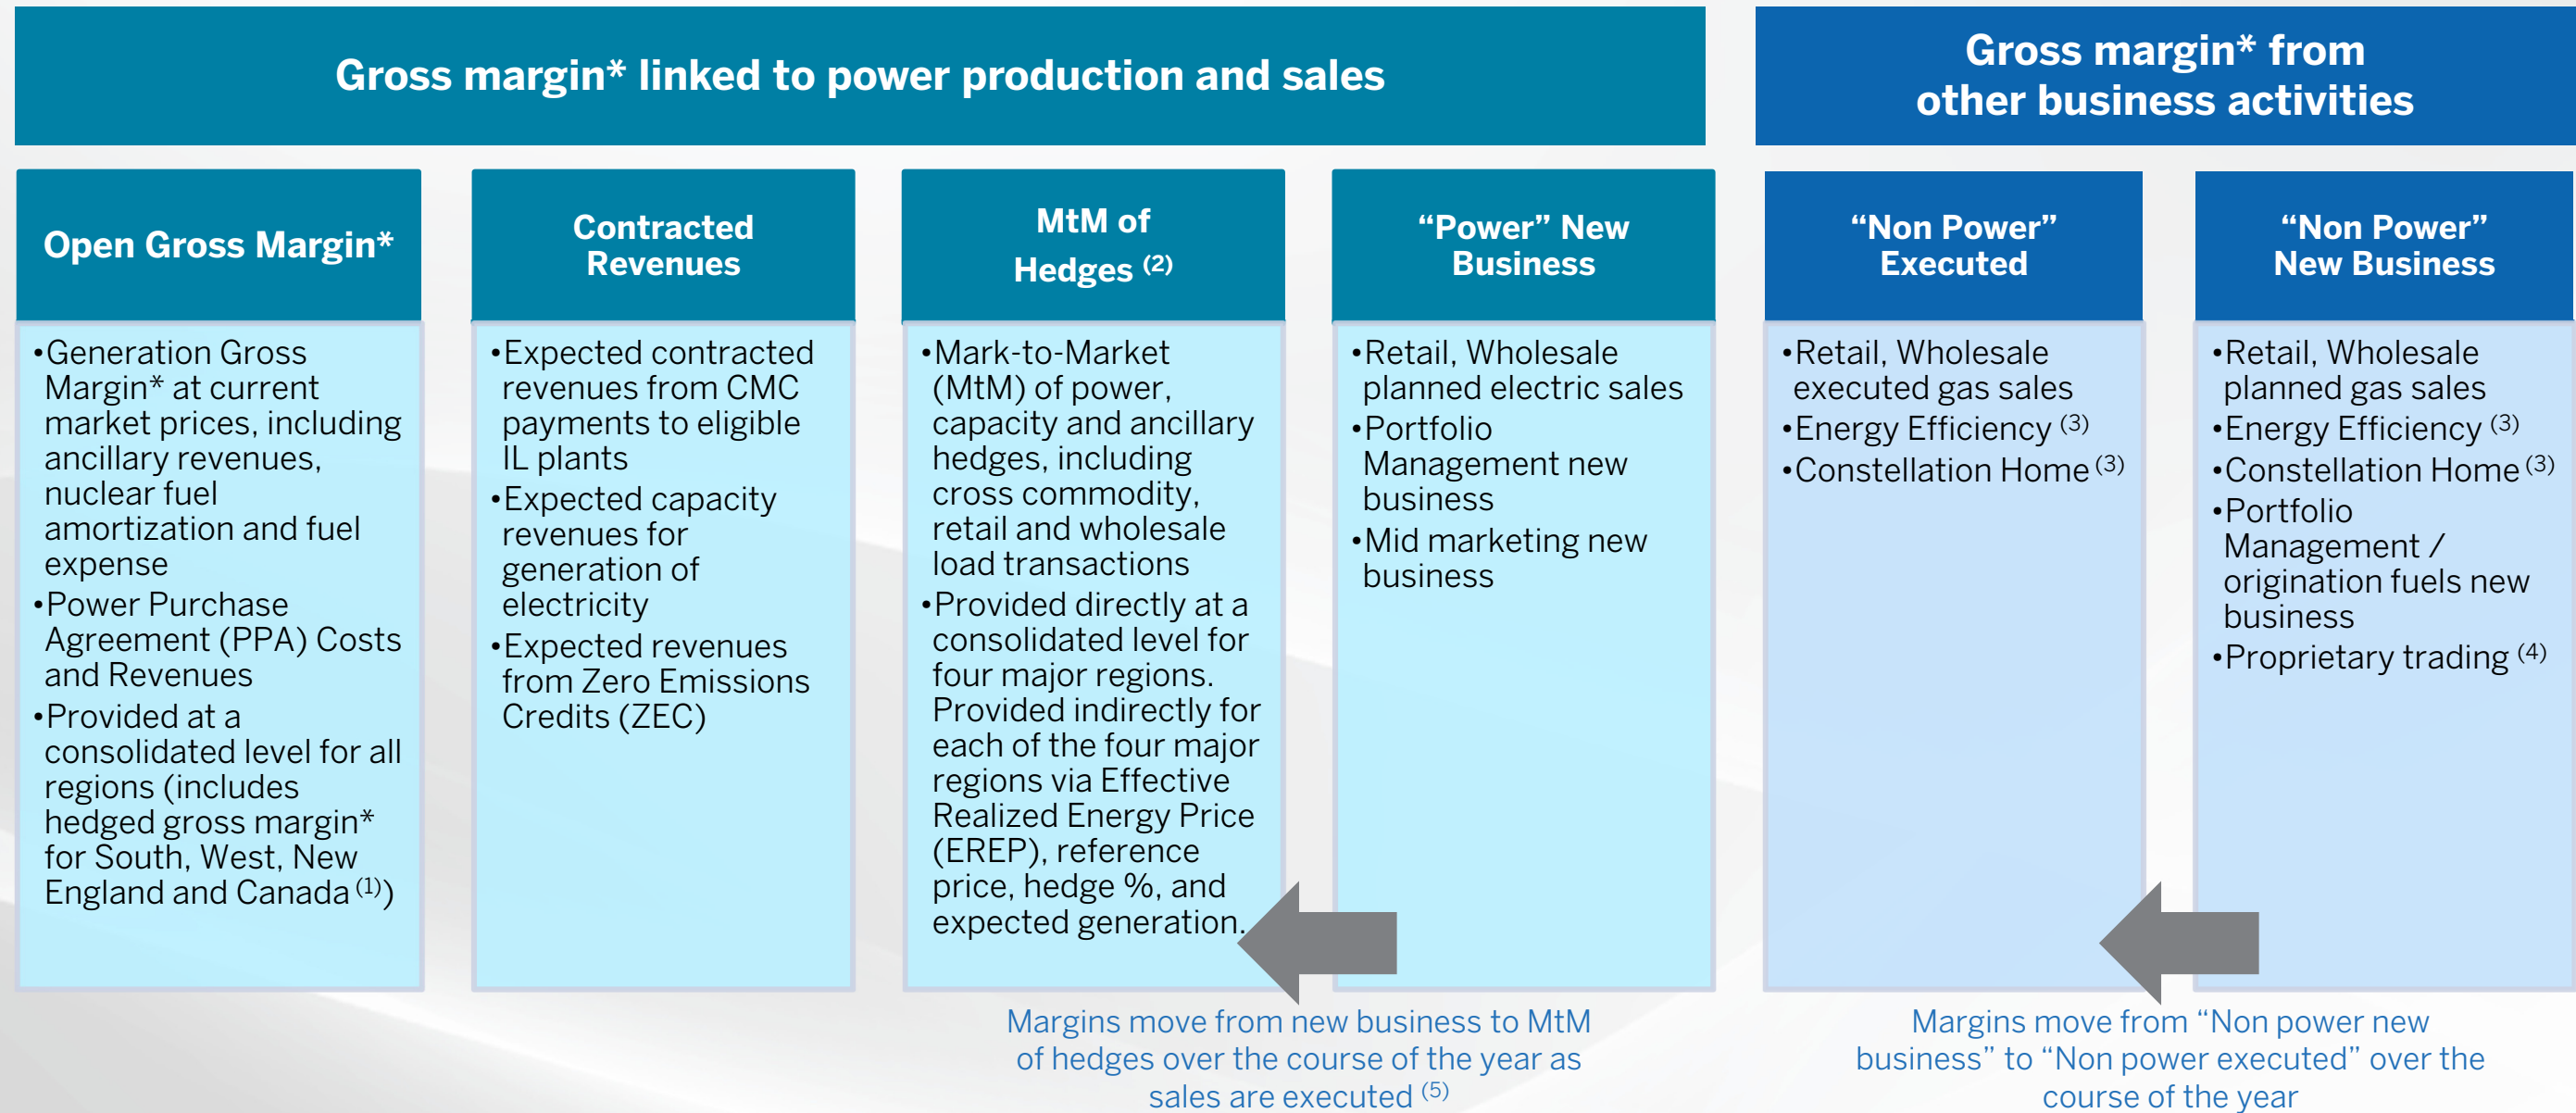 Gross margin* linked to power production and sales
Gross margin* from
other business activities
Open Gross Margin*
•Generation Gross
Margin* at current
market prices, including
ancillary revenues,
nuclear fuel
amortization and fuel
expense
•Power Purchase
Agreement (PPA) Costs
and Revenues
•Provided at a
consolidated level for all
regions (includes
hedged gross margin*
for South, West, New
England and Canada (1))
Contracted
Revenues
•Expected contracted
revenues from CMC
payments to eligible
IL plants
•Expected capacity
revenues for
generation of
electricity
•Expected revenues
from Zero Emissions
Credits (ZEC)
MtM of
Hedges (2)
•Mark-to-Market
(MtM) of power,
capacity and ancillary
hedges, including
cross commodity,
retail and wholesale
load transactions
•Provided directly at a
consolidated level for
four major regions.
Provided indirectly for
each of the four major
regions via Effective
Realized Energy Price
(EREP), reference
price, hedge %, and
expected generation.
“Power” New
Business
•Retail, Wholesale
planned electric sales
•Portfolio
Management new
business
•Mid marketing new
business
“Non Power”
Executed
•Retail, Wholesale
executed gas sales
•Energy Efficiency (3)
•Constellation Home (3)
“Non Power”
New Business
•Retail, Wholesale
planned gas sales
•Energy Efficiency (3)
•Constellation Home (3)
•Portfolio
Management /
origination fuels new
business
•Proprietary trading (4)
Margins move from new business to MtM
of hedges over the course of the year as
sales are executed (5)
Margins move from “Non power new
business” to “Non power executed” over the
course of the year